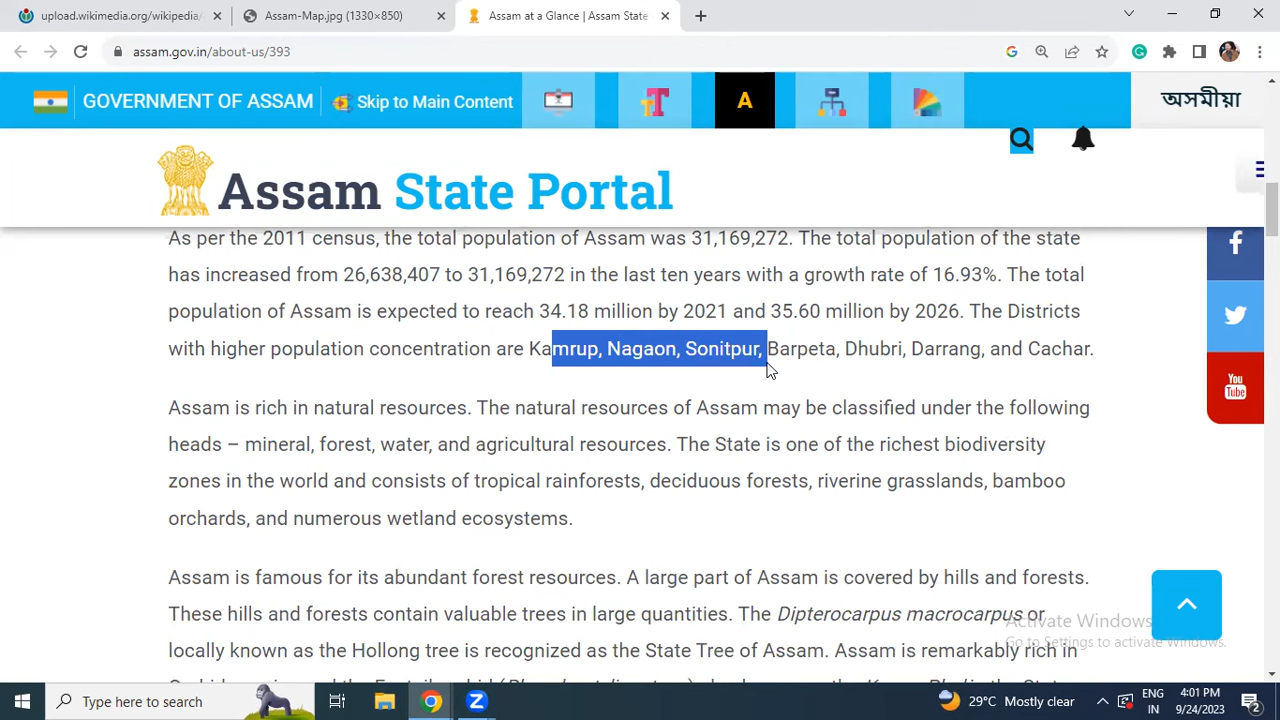 upload.wikimedia.org/wikipedia/
Assam-Map.jpg (1330×850)
Assam at a Glance | Assam State
assam.gov.in/about-us/393
GOVERNMENT OF ASSAM
Skip to Main Content
T
A
অসমীয়া
Assam State Portal
As per the 2011 census, the total population of Assam was 31,169,272. The total population of the state
has increased from 26,638,407 to 31,169,272 in the last ten years with a growth rate of 16.93%. The total
population of Assam is expected to reach 34.18 million by 2021 and 35.60 million by 2026. The Districts
with higher population concentration are Kamrup, Nagaon, Sonitpur, Barpeta, Dhubri, Darrang, and Cachar.
Assam is rich in natural resources. The natural resources of Assam may be classified under the following
heads – mineral, forest, water, and agricultural resources. The State is one of the richest biodiversity
zones in the world and consists of tropical rainforests, deciduous forests, riverine grasslands, bamboo
orchards, and numerous wetland ecosystems.
Assam is famous for its abundant forest resources. A large part of Assam is covered by hills and forests.
These hills and forests contain valuable trees in large quantities. The Dipterocarpus macrocarpus or
locally known as the Hollong tree is recognized as the State Tree of Assam. Assam is remarkably rich in
You
Tube
Activate Windows
Go to Settings to activate Windows.
Type here to search
29°C Mostly clear
ENG
IN
4:01 PM
9/24/2023
2